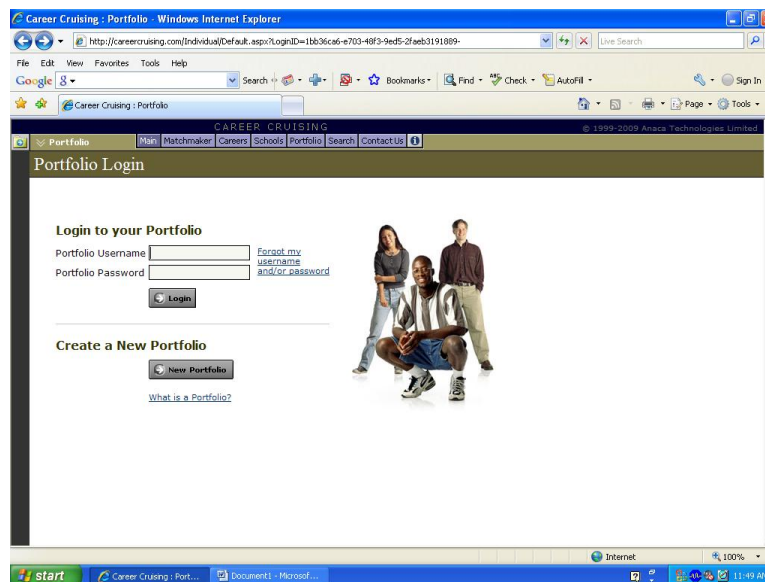 Career Cruising : Portfolio - Windows Internet Explorer
http://careercruising.com/Individual/Default.aspx?LoginID=1bb36ca6-e703-48f3-9ed5-2faeb3191889-
Live Search
File Edit View Favorites Tools Help
Google Search Bookmarks Find Check AutoFill Sign In
Career Cruising : Portfolio Page Tools
CAREER CRUISING © 1999-2009 Anaca Technologies Limited
Portfolio Main Matchmaker Careers Schools Portfolio Search Contact Us
Portfolio Login
Login to your Portfolio
Portfolio Username
Forgot my
username
and/or password
Portfolio Password
Login
Create a New Portfolio
New Portfolio
What is a Portfolio?
Internet 100%
start Career Cruising : Port... Document1 - Microsof... 11:49 AM